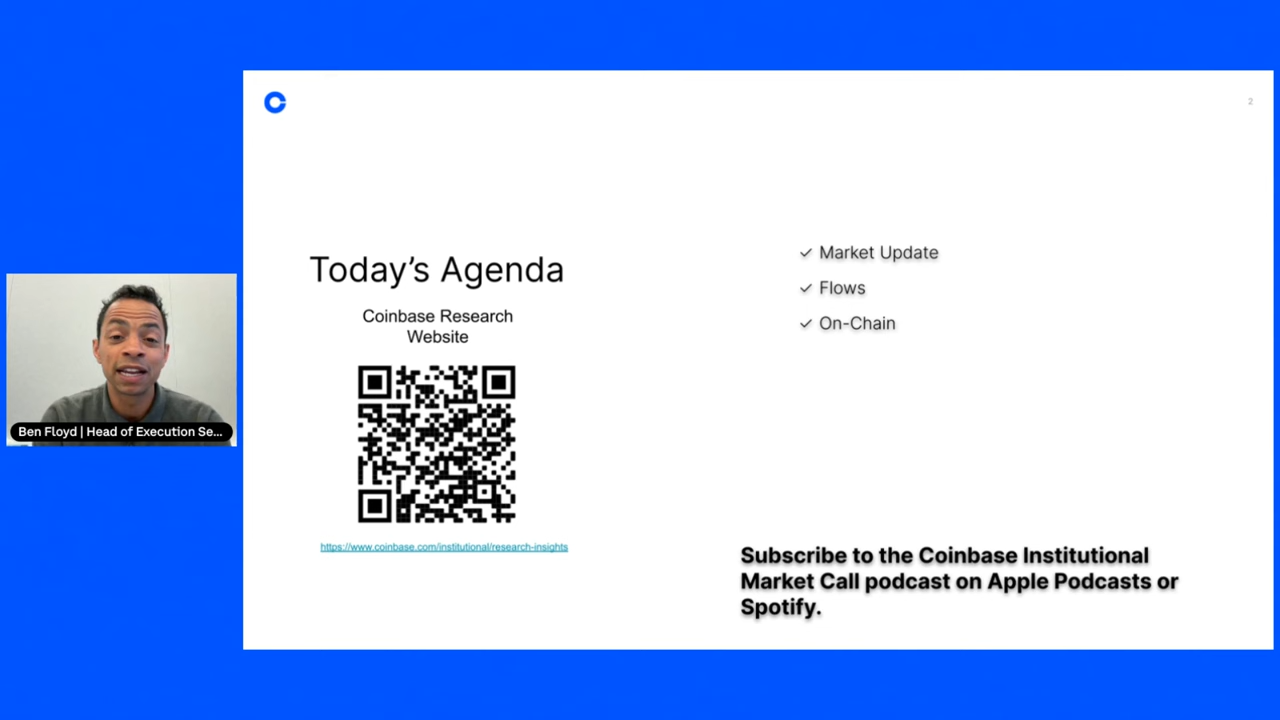 2
Today's Agenda
Coinbase Research
Website
https://www.coinbase.com/institutional/research-insights
✓ Market Update
✓ Flows
✓ On-Chain
Subscribe to the Coinbase Institutional
Market Call podcast on Apple Podcasts or
Spotify.
Ben Floyd | Head of Execution Se...